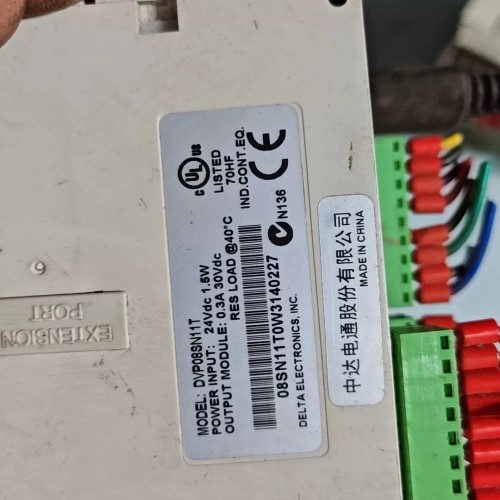 MODEL: DVP08SN11T
POWER INPUT: 24Vdc 1.5W
OUTPUT MODULE: 0.3A 30Vdc
RES LOAD @40°C
C UL US
LISTED
70HF
IND.CONT.EQ.
CE
N136
08SN11T0W3140227
DELTA ELECTRONICS, INC.
中达电通股份有限公司
MADE IN CHINA
EXTENSION
PORT